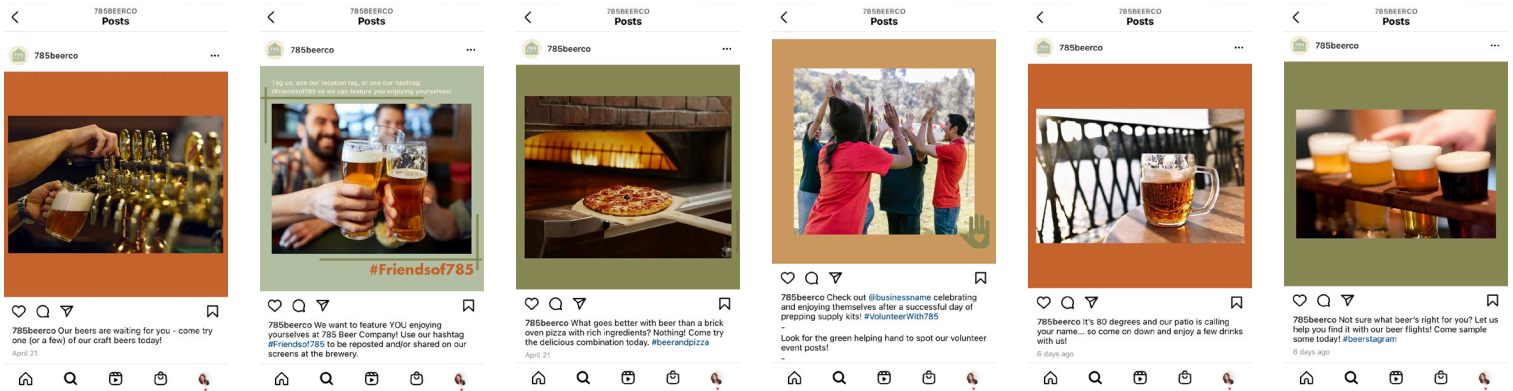 785BEERCO
Posts
785beerco
785beerco Our beers are waiting for you - come try
one (or a few) of our craft beers today!
April 21
785BEERCO
Posts
785beerco
Tag us, use our location tag, or use our hashtag
#Friendsof785 so we can feature you enjoying yourselves!
#Friendsof785
785beerco We want to feature YOU enjoying
yourselves at 785 Beer Company! Use our hashtag
#Friendsof785 to be reposted and/or shared on our
screens at the brewery.
785BEERCO
Posts
785beerco
785beerco What goes better with beer than a brick
oven pizza with rich ingredients? Nothing! Come try
the delicious combination today. #beerandpizza
April 21
785BEERCO
Posts
785beerco Check out @businessname celebrating
and enjoying themselves after a successful day of
prepping supply kits! #VolunteerWith785
-
Look for the green helping hand to spot our volunteer
event posts!
-
785BEERCO
Posts
785beerco
785beerco It's 80 degrees and our patio is calling
your name... so come on down and enjoy a few drinks
with us!
6 days ago
785BEERCO
Posts
785beerco
785beerco Not sure what beer's right for you? Let us
help you find it with our beer flights! Come sample
some today! #beerstagram
6 days ago